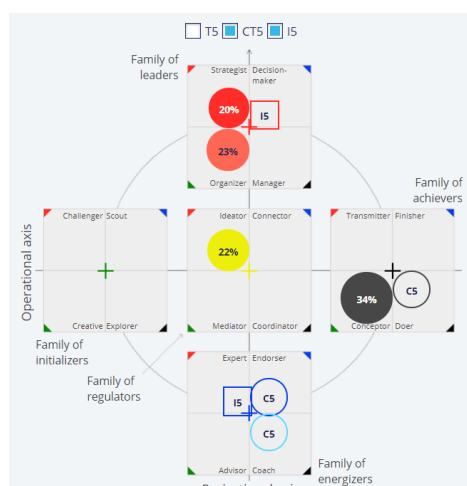 T5 CT5 I5
Family of
leaders
Strategist Decision-
maker
20% I5
23%
Organizer Manager
Family of
achievers
Challenger Scout
Ideator Connector
Transmitter Finisher
Operational axis
22%
C5
34%
Creative Explorer
Mediator Coordinator
Conceptor Doer
Family of
initializers
Family of
regulators
Expert Endorser
I5 C5
C5
Advisor Coach
Family of
energizers